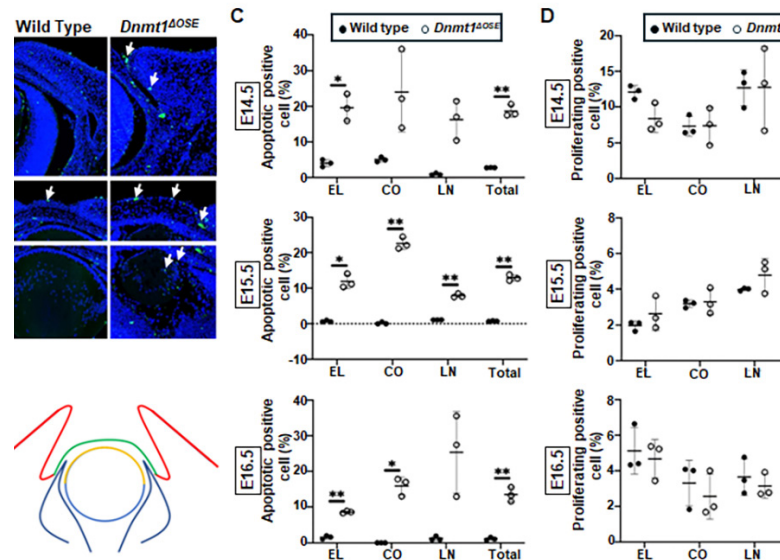 Wild Type Dnmt1ΔOSE
C
Wild type Dnmt1ΔOSE
E14.5
Apoptotic positive
cell (%)
40
30
20
10
0
* **
EL CO LN Total
E15.5
Apoptotic positive
cell (%)
30
20
10
0
-10
* ** ** **
EL CO LN Total
E16.5
Apoptotic positive
cell (%)
40
30
20
10
0
** * **
EL CO LN Total
D
Wild type Dnmt
E14.5
Proliferating positive
cell (%)
20
15
10
5
0
EL CO LN
E15.5
Proliferating positive
cell (%)
8
6
4
2
0
EL CO LN
E16.5
Proliferating positive
cell (%)
8
6
4
2
0
EL CO LN